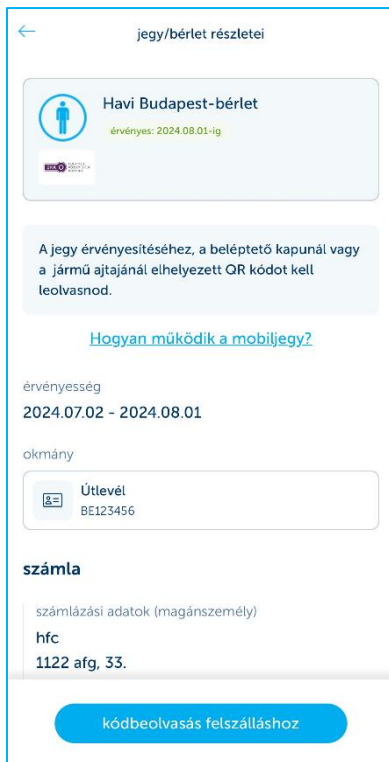 jegy/bérlet részletei
Havi Budapest-bérlet
érvényes: 2024.08.01-ig
BKK
A jegy érvényesítéséhez, a beléptető kapunál vagy
a jármű ajtajánál elhelyezett QR kódot kell
leolvasnod.
Hogyan működik a mobiljegy?
érvényesség
2024.07.02 - 2024.08.01
okmány
Útlevél
BE123456
számla
számlázási adatok (magánszemély)
hfc
1122 afg, 33.
kódbeolvasás felszálláshoz